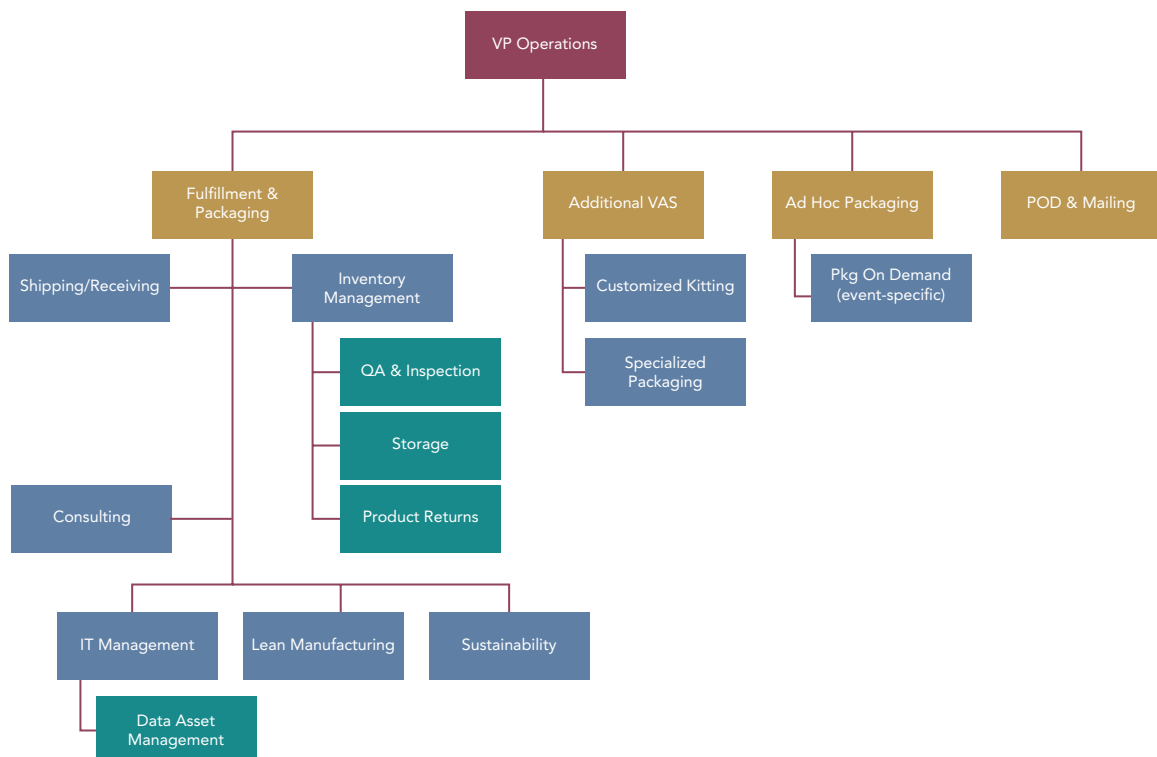 VP Operations
Fulfillment &
Packaging
Additional VAS
Ad Hoc Packaging
POD & Mailing
Shipping/Receiving
Inventory
Management
Customized Kitting
Pkg On Demand
(event-specific)
QA & Inspection
Specialized
Packaging
Storage
Consulting
Product Returns
IT Management
Lean Manufacturing
Sustainability
Data Asset
Management